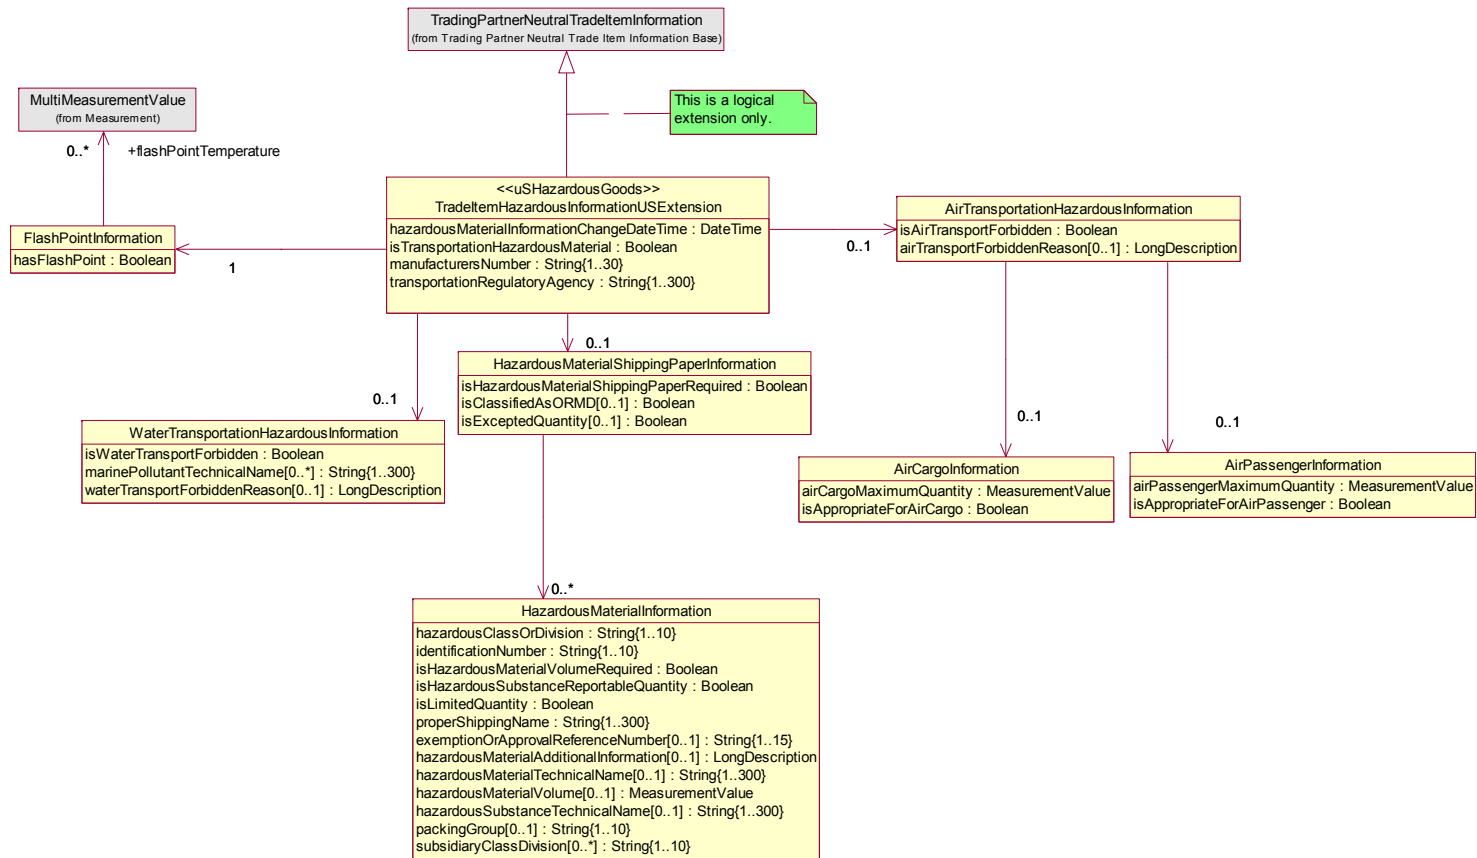 TradingPartnerNeutralTradeItemInformation
(from Trading Partner Neutral Trade Item Information Base)
This is a logical
extension only.
MultiMeasurementValue
(from Measurement)
0..*
+flashPointTemperature
<<uSHazardousGoods>>
TradeItemHazardousInformationUSExtension
hazardousMaterialInformationChangeDateTime : DateTime
isTransportationHazardousMaterial : Boolean
manufacturersNumber : String{1..30}
transportationRegulatoryAgency : String{1..300}
FlashPointInformation
hasFlashPoint : Boolean
1
AirTransportationHazardousInformation
isAirTransportForbidden : Boolean
airTransportForbiddenReason[0..1] : LongDescription
0..1
0..1
HazardousMaterialShippingPaperInformation
isHazardousMaterialShippingPaperRequired : Boolean
isClassifiedAsORMD[0..1] : Boolean
isExceptedQuantity[0..1] : Boolean
0..1
WaterTransportationHazardousInformation
isWaterTransportForbidden : Boolean
marinePollutantTechnicalName[0..*] : String{1..300}
waterTransportForbiddenReason[0..1] : LongDescription
0..1
0..1
AirCargoInformation
airCargoMaximumQuantity : MeasurementValue
isAppropriateForAirCargo : Boolean
AirPassengerInformation
airPassengerMaximumQuantity : MeasurementValue
isAppropriateForAirPassenger : Boolean
0..*
HazardousMaterialInformation
hazardousClassOrDivision : String{1..10}
identificationNumber : String{1..10}
isHazardousMaterialVolumeRequired : Boolean
isHazardousSubstanceReportableQuantity : Boolean
isLimitedQuantity : Boolean
properShippingName : String{1..300}
exemptionOrApprovalReferenceNumber[0..1] : String{1..15}
hazardousMaterialAdditionalInformation[0..1] : LongDescription
hazardousMaterialTechnicalName[0..1] : String{1..300}
hazardousMaterialVolume[0..1] : MeasurementValue
hazardousSubstanceTechnicalName[0..1] : String{1..300}
packingGroup[0..1] : String{1..10}
subsidiaryClassDivision[0..*] : String{1..10}